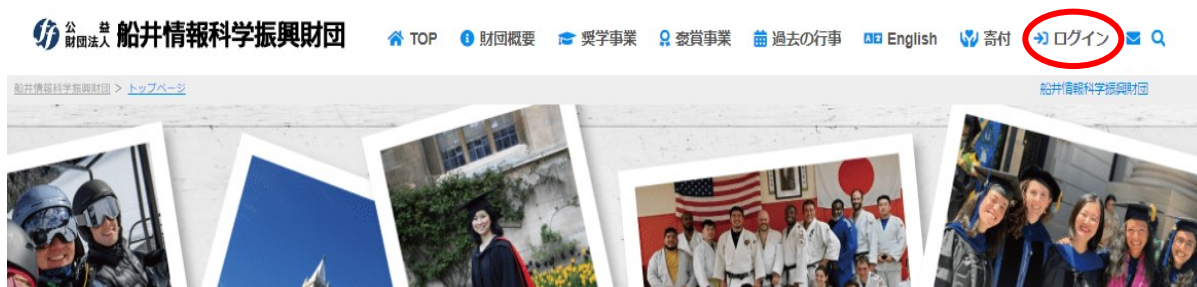 公益財団法人 船井情報科学振興財団
TOP 財団概要 奨学事業 褒賞事業 過去の行事 English 寄付 ログイン
船井情報科学振興財団 > トップページ
船井情報科学振興財団